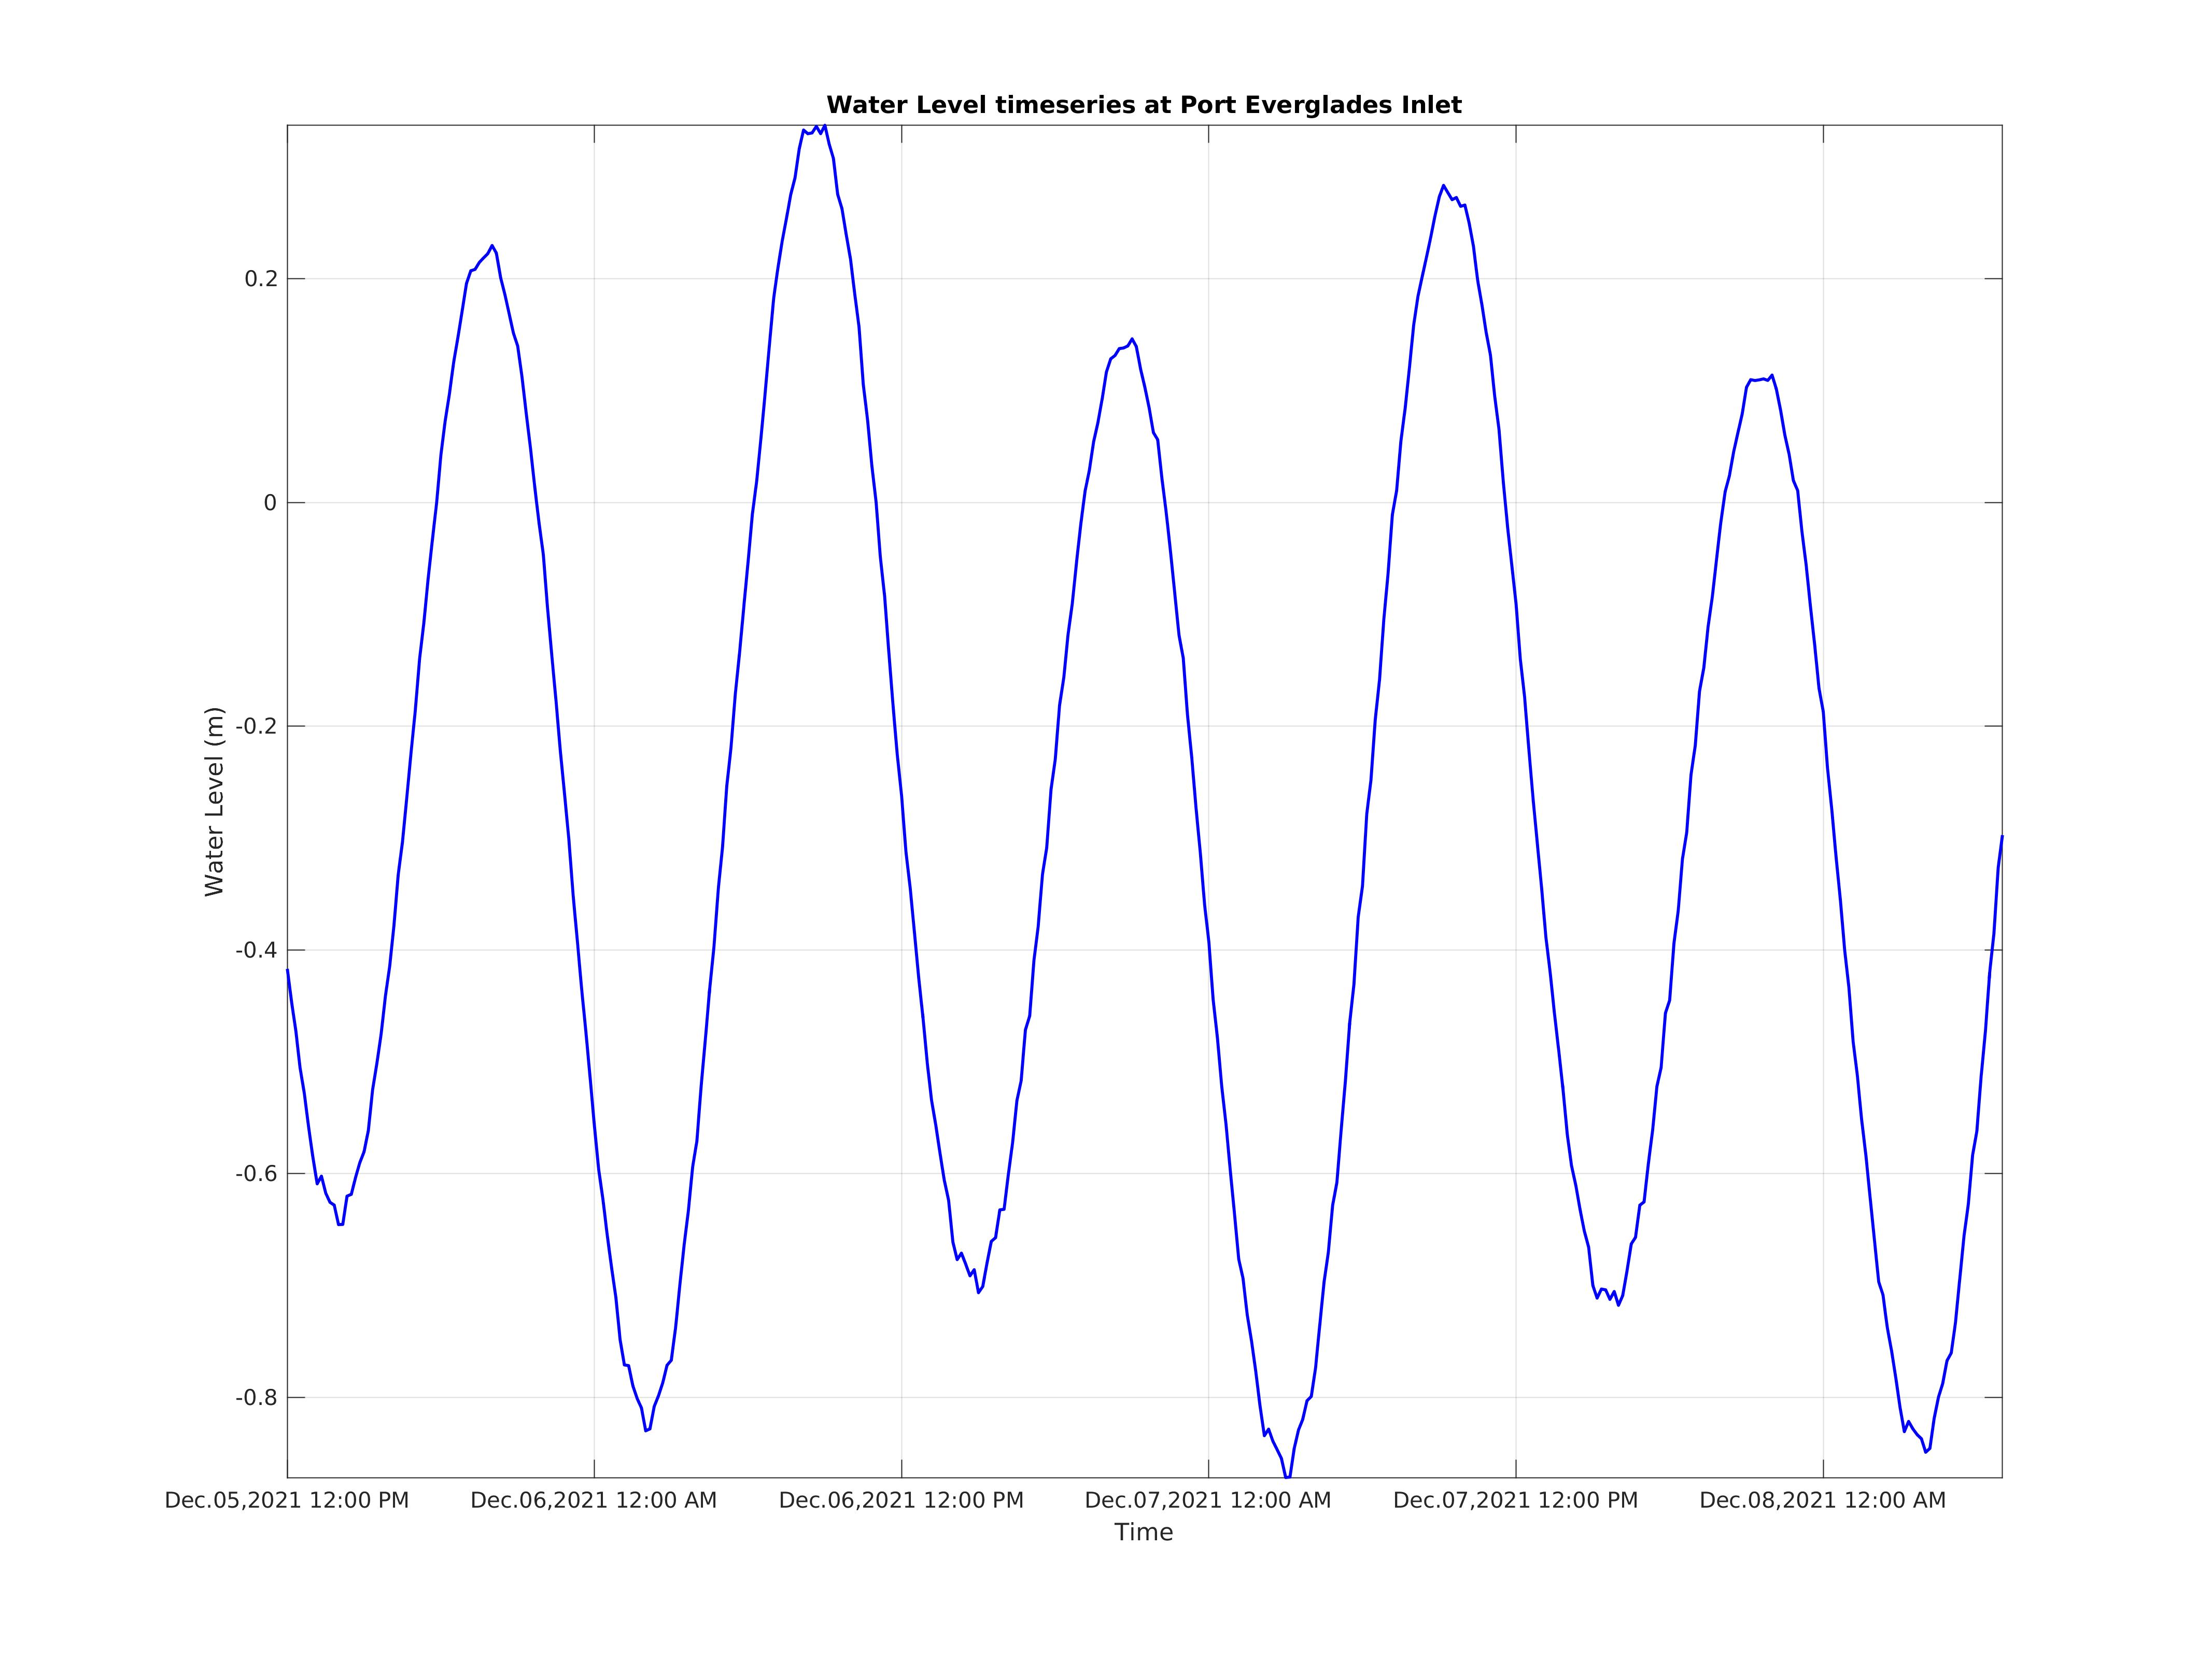 Water Level timeseries at Port Everglades Inlet
0.2
0
-0.2
-0.4
-0.6
-0.8
Water Level (m)
Dec.05,2021 12:00 PM Dec.06,2021 12:00 AM Dec.06,2021 12:00 PM Dec.07,2021 12:00 AM Dec.07,2021 12:00 PM Dec.08,2021 12:00 AM
Time